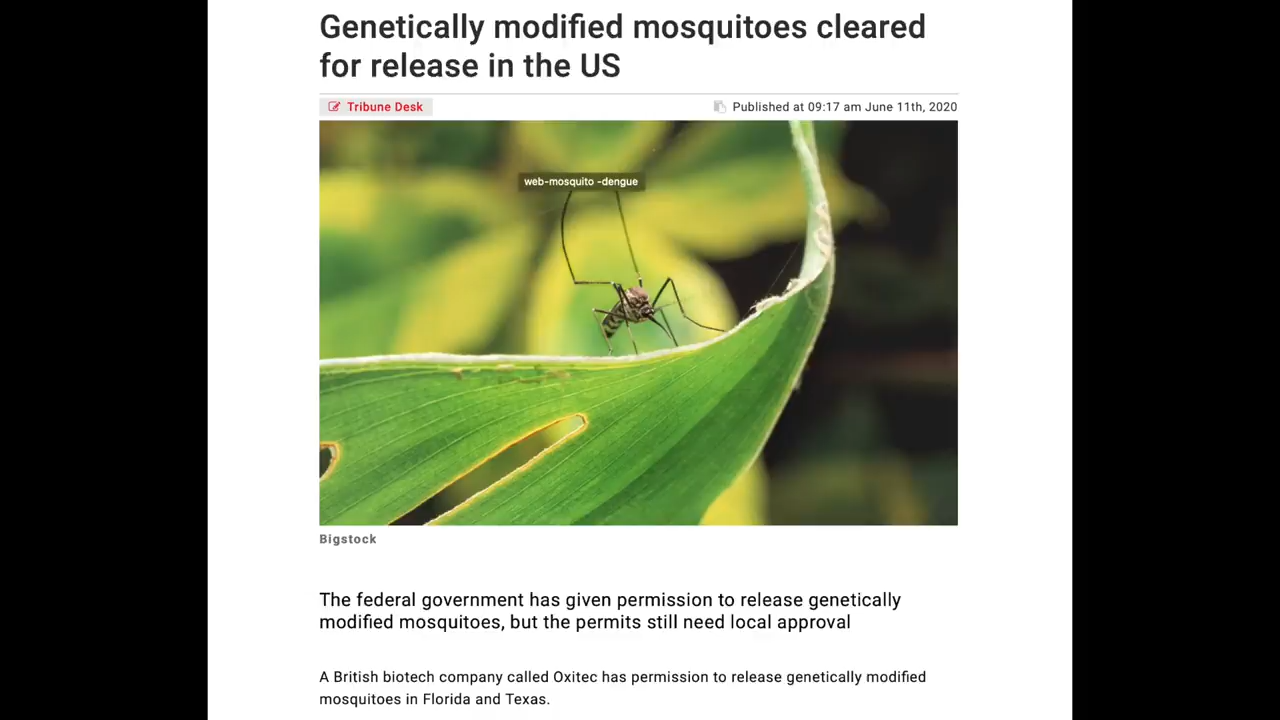 Genetically modified mosquitoes cleared
for release in the US
Tribune Desk
Published at 09:17 am June 11th, 2020
web-mosquito -dengue
Bigstock
The federal government has given permission to release genetically
modified mosquitoes, but the permits still need local approval
A British biotech company called Oxitec has permission to release genetically modified
mosquitoes in Florida and Texas.